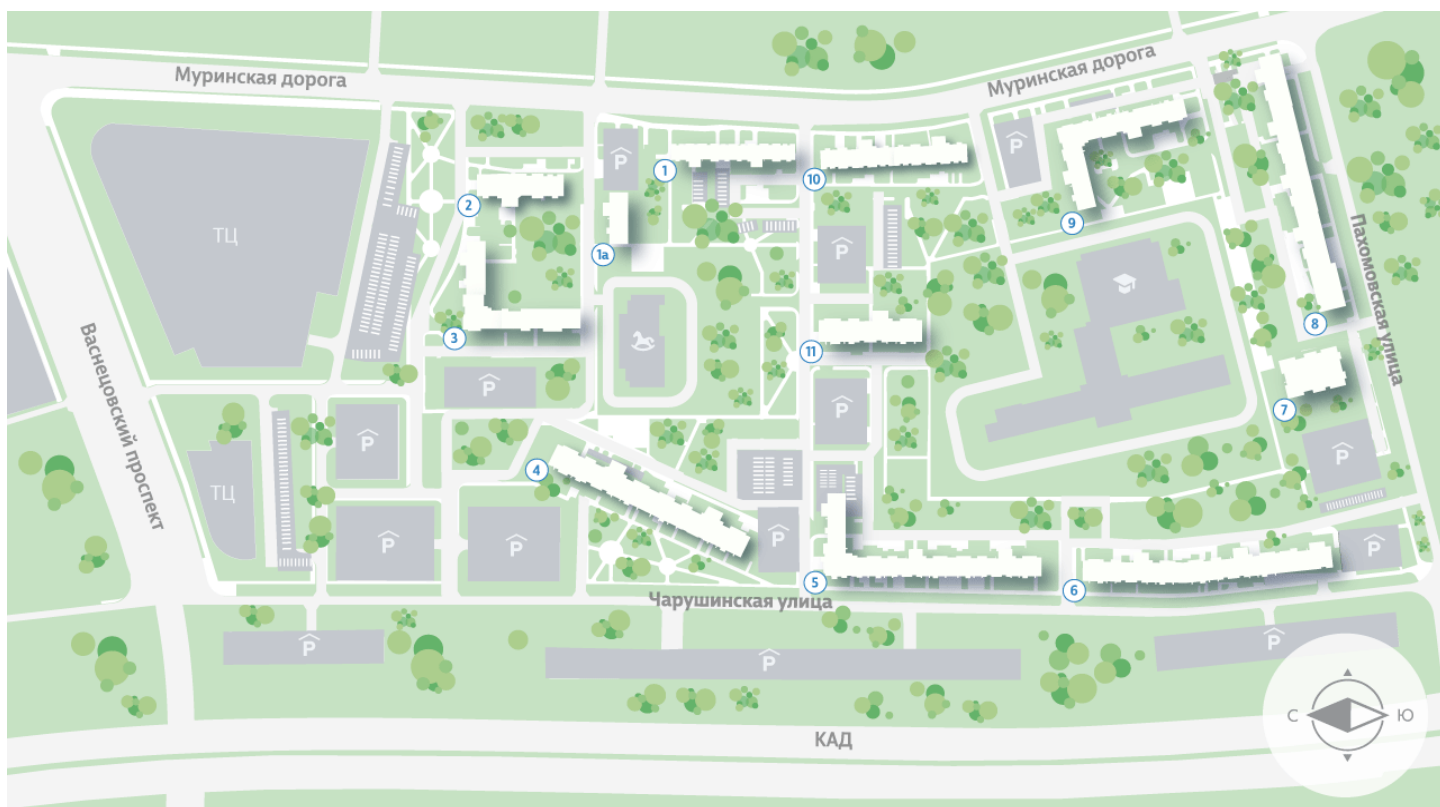 Муринская дорога
Муринская дорога
P
P
1
10
2
9
ТЦ
1а
Пахомовская улица
P
8
3
11
Васнецовский проспект
P
P
7
P
4
P
ТЦ
P
P
P
P
5
6
Чарушинская улица
P
P
P
С
Ю
КАД